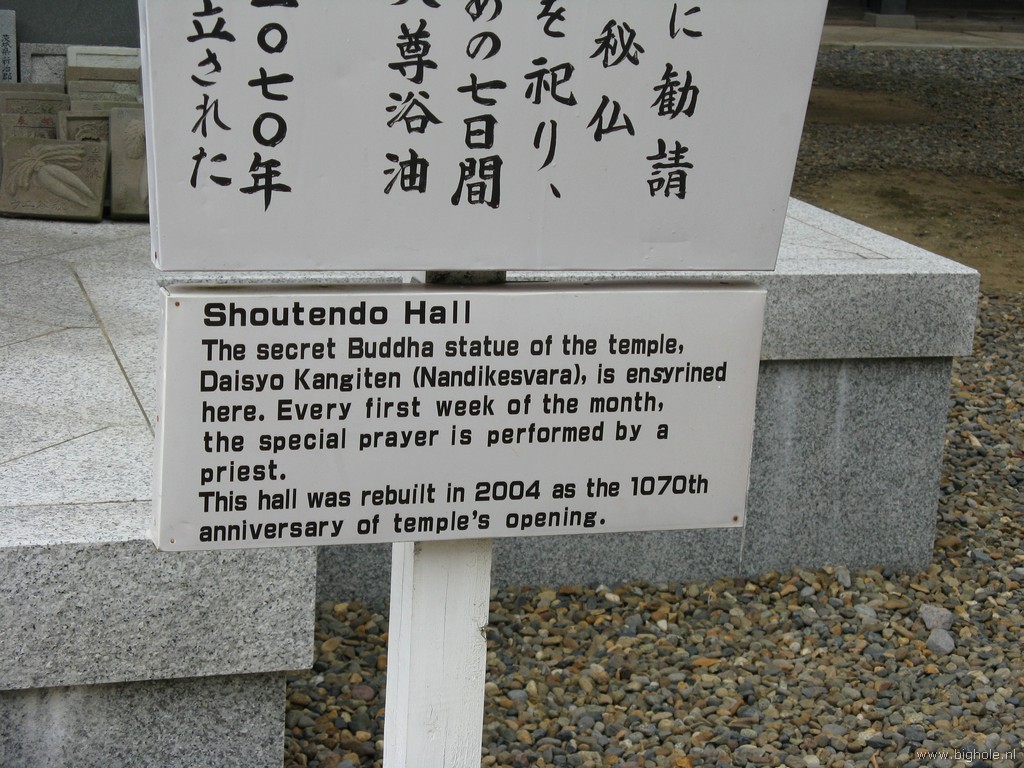 に勧請
秘仏
を祀り、
めの七日間
尊浴油
〇七〇年
立された
Shoutendo Hall
The secret Buddha statue of the temple,
Daisyo Kangiten (Nandikesvara), is ensyrined
here. Every first week of the month,
the special prayer is performed by a
priest.
This hall was rebuilt in 2004 as the 1070th
anniversary of temple's opening.
www.bighole.nl